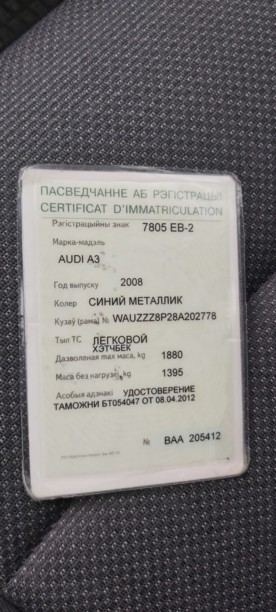 ПАСВЕДЧАННЕ АБ РЭГІСТРАЦЫІ
CERTIFICAT D'IMMATRICULATION
Рэгістрацыйны знак 7805 EB-2
Марка-мадэль
AUDI A3
Год выпуску 2008
Колер СИНИЙ МЕТАЛЛИК
Кузаў (рама) № WAUZZZ8P28A202778
Тып ТС ЛЕГКОВОЙ
ХЭТЧБЕК
Дазволеная max маса, kg 1880
Маса без нагрузкі, kg 1395
Асобыя адзнакі УДОСТОВЕРЕНИЕ
ТАМОЖНИ БТ054047 ОТ 08.04.2012
№ BAA 205412